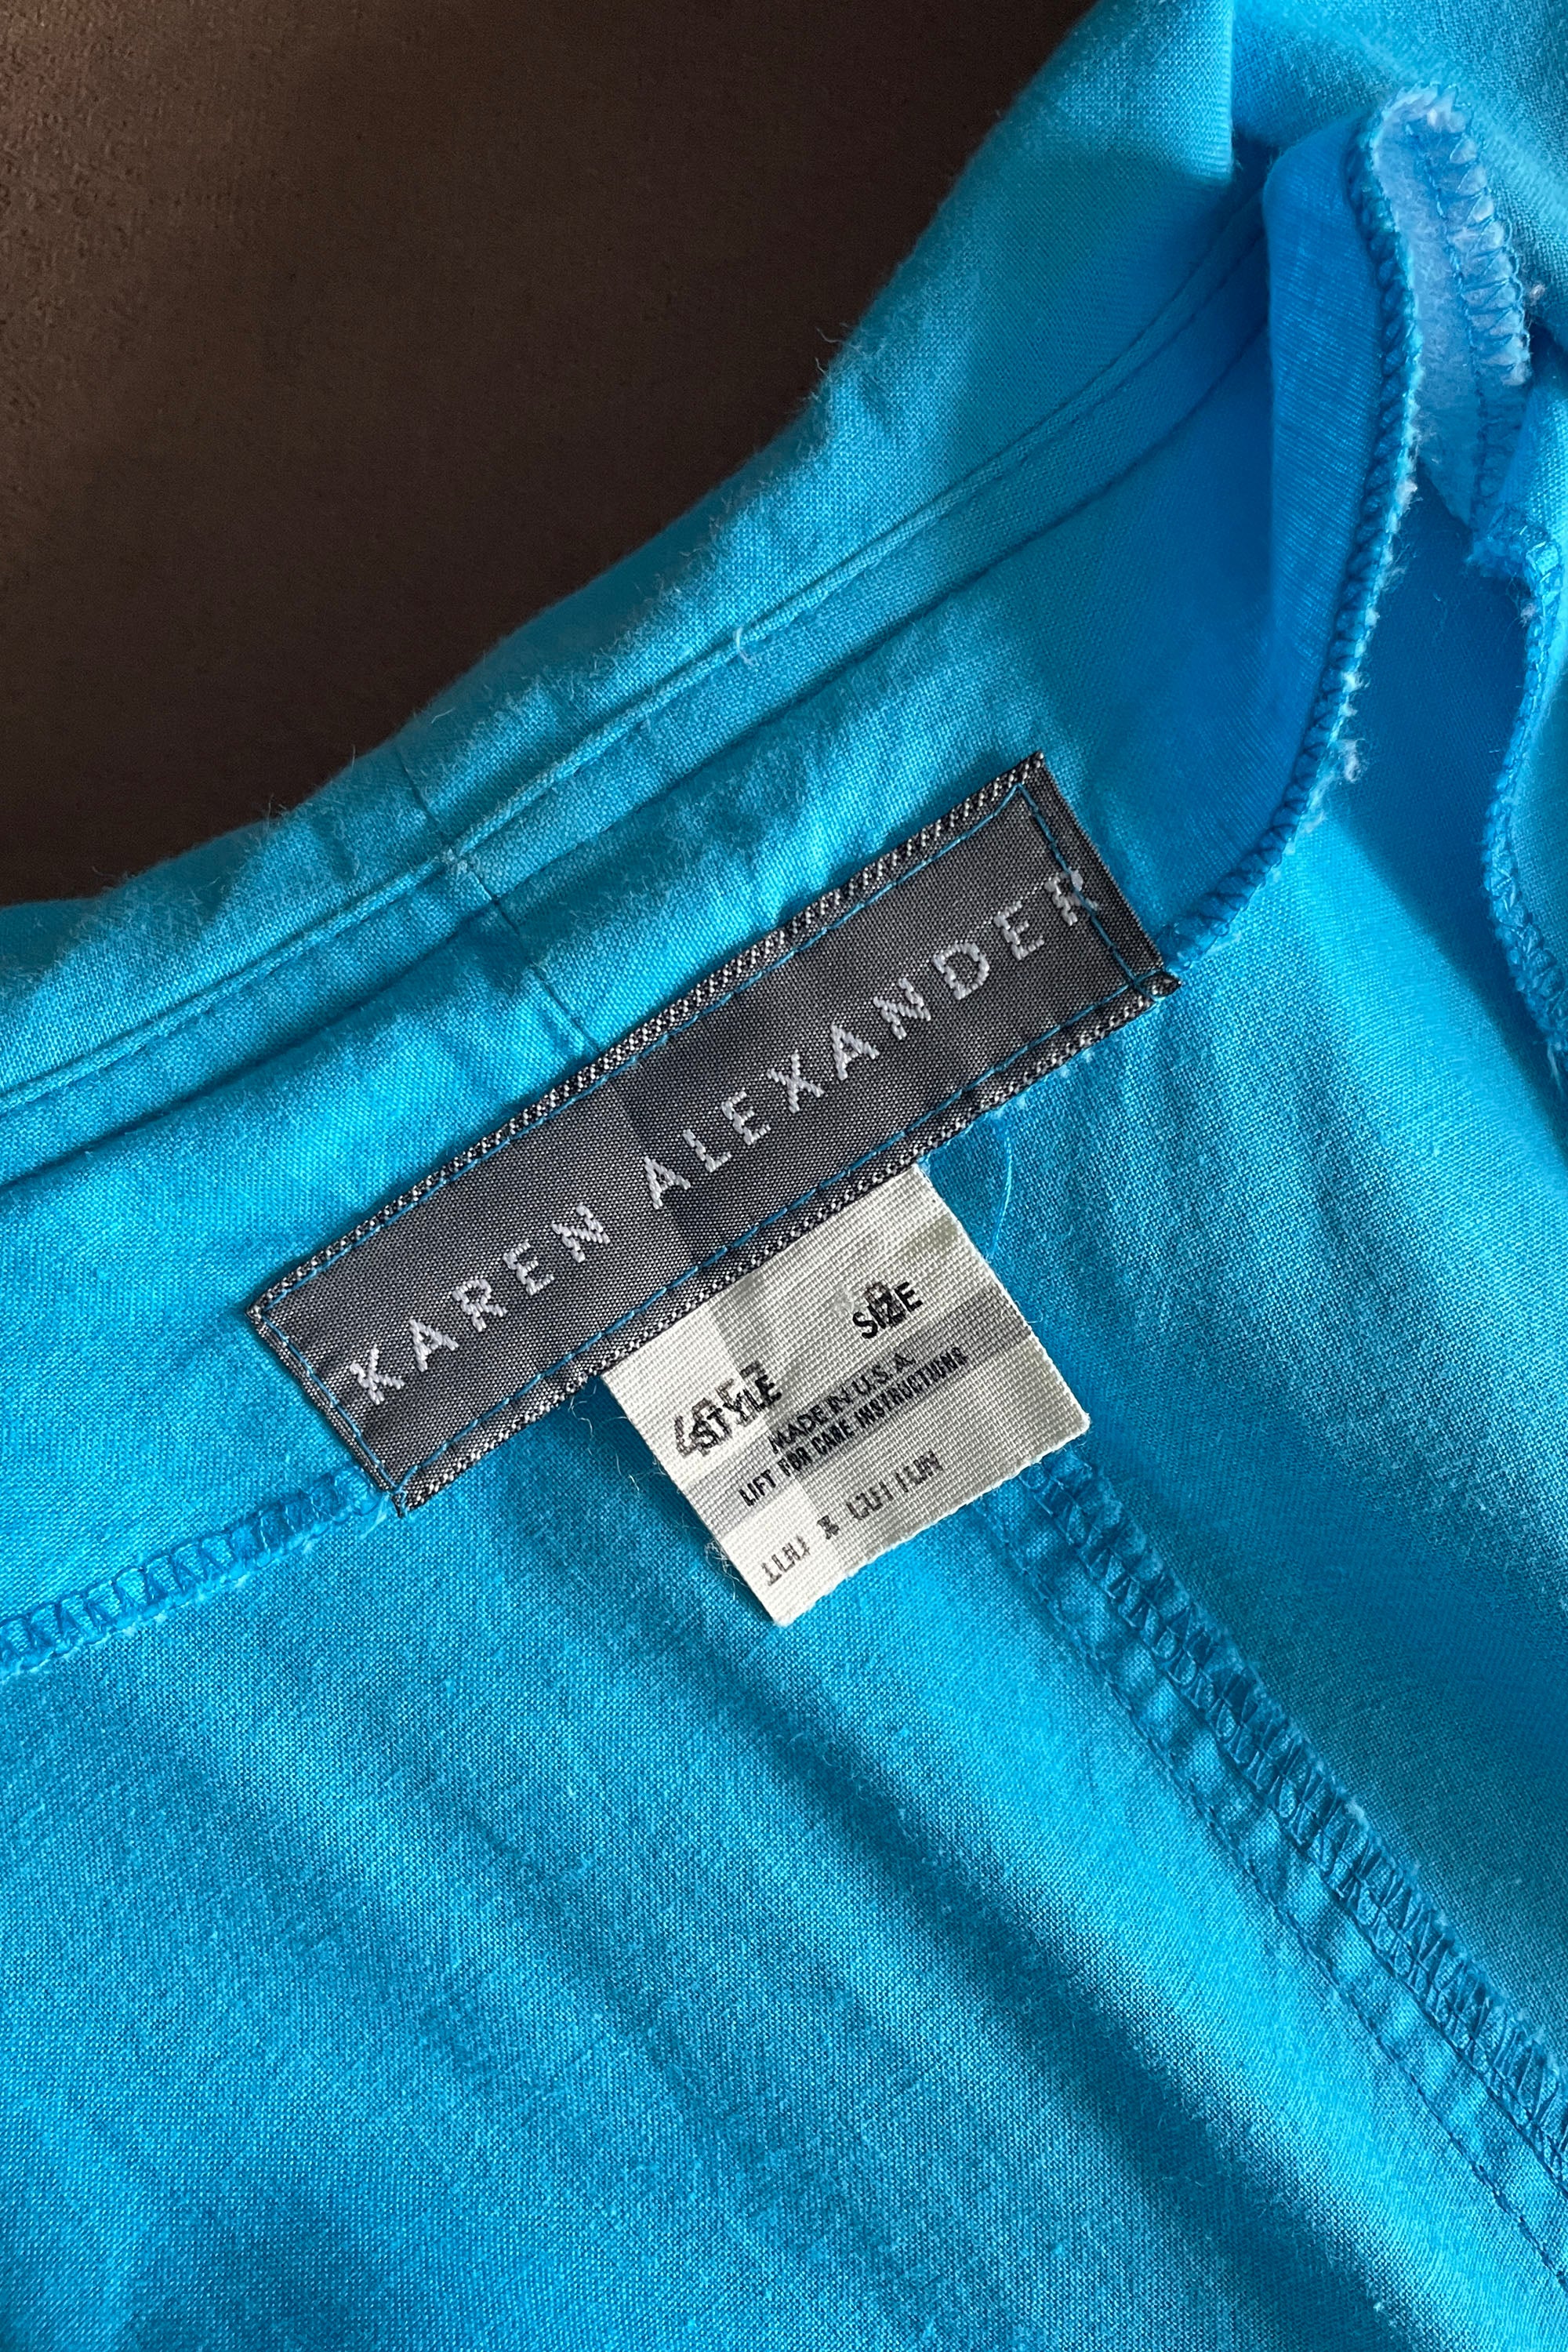 KAREN ALEXANDER
STYLE SIZE
MADE IN U.S.A.
LIFT FOR CARE INSTRUCTIONS